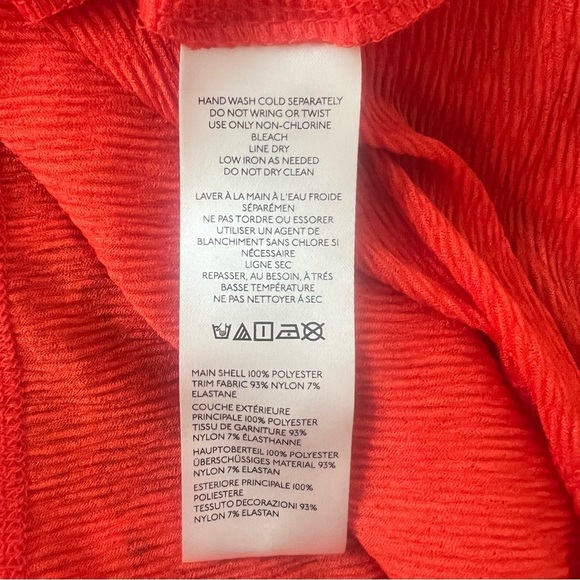 HAND WASH COLD SEPARATELY
DO NOT WRING OR TWIST
USE ONLY NON-CHLORINE
BLEACH
LINE DRY
LOW IRON AS NEEDED
DO NOT DRY CLEAN
LAVER À LA MAIN À L'EAU FROIDE
SÉPARÉMEN
NE PAS TORDRE OU ESSORER
UTILISER UN AGENT DE
BLANCHIMENT SANS CHLORE SI
NÉCESSAIRE
LIGNE SEC
REPASSER, AU BESOIN, À TRÉS
BASSE TEMPÉRATURE
NE PAS NETTOYER Á SEC
MAIN SHELL 100% POLYESTER
TRIM FABRIC 93% NYLON 7%
ELASTANE
COUCHE EXTÉRIEURE
PRINCIPALE 100% POLYESTER
TISSU DE GARNITURE 93%
NYLON 7% ÉLASTHANNE
HAUPTOBERTEIL 100% POLYESTER
ÜBERSCHÜSSIGES MATERIAL 93%
NYLON 7% ELASTAN
ESTERIORE PRINCIPALE 100%
POLIESTERE
TESSUTO DECORAZIONI 93%
NYLON 7% ELASTAN